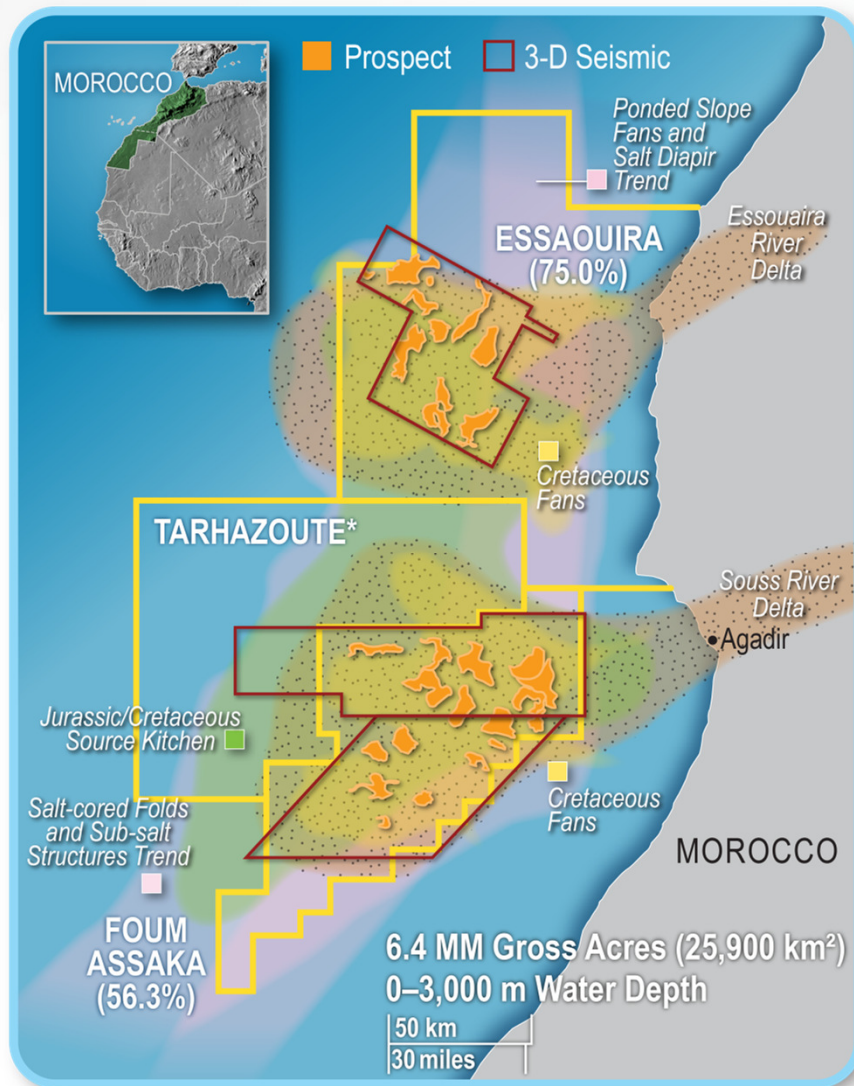 MOROCCO
Prospect
3-D Seismic
Ponded Slope
Fans and
Salt Diapir
Trend
ESSAOUIRA
(75.0%)
Essouaira
River
Delta
Cretaceous
Fans
TARHAZOUTE*
Souss River
Delta
Agadir
Jurassic/Cretaceous
Source Kitchen
Cretaceous
Fans
Salt-cored Folds
and Sub-salt
Structures Trend
MOROCCO
FOUM
ASSAKA
(56.3%)
6.4 MM Gross Acres (25,900 km²)
0–3,000 m Water Depth
50 km
30 miles